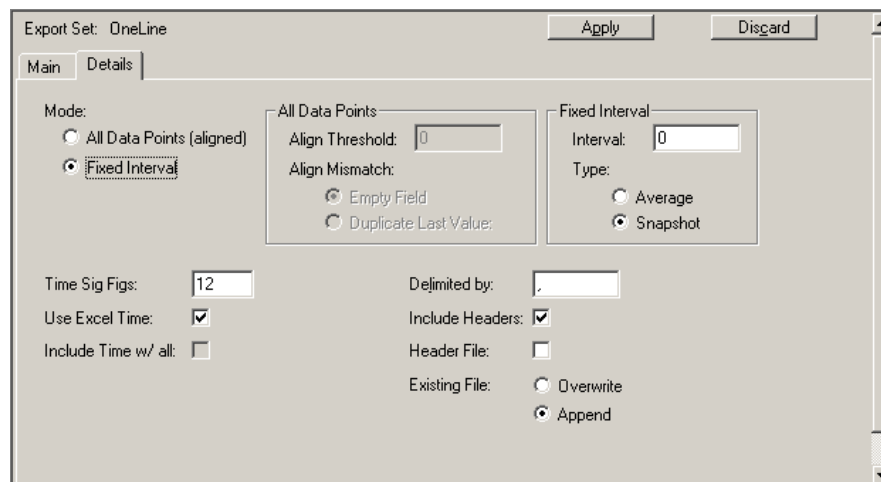 Export Set: OneLine
Apply
Discard
Main
Details
Mode:
All Data Points (aligned)
Fixed Interval
All Data Points
Align Threshold: 0
Align Mismatch:
Empty Field
Duplicate Last Value:
Fixed Interval
Interval: 0
Type:
Average
Snapshot
Time Sig Figs: 12
Use Excel Time:
Include Time w/ all:
Delimited by: ,
Include Headers:
Header File:
Existing File:
Overwrite
Append